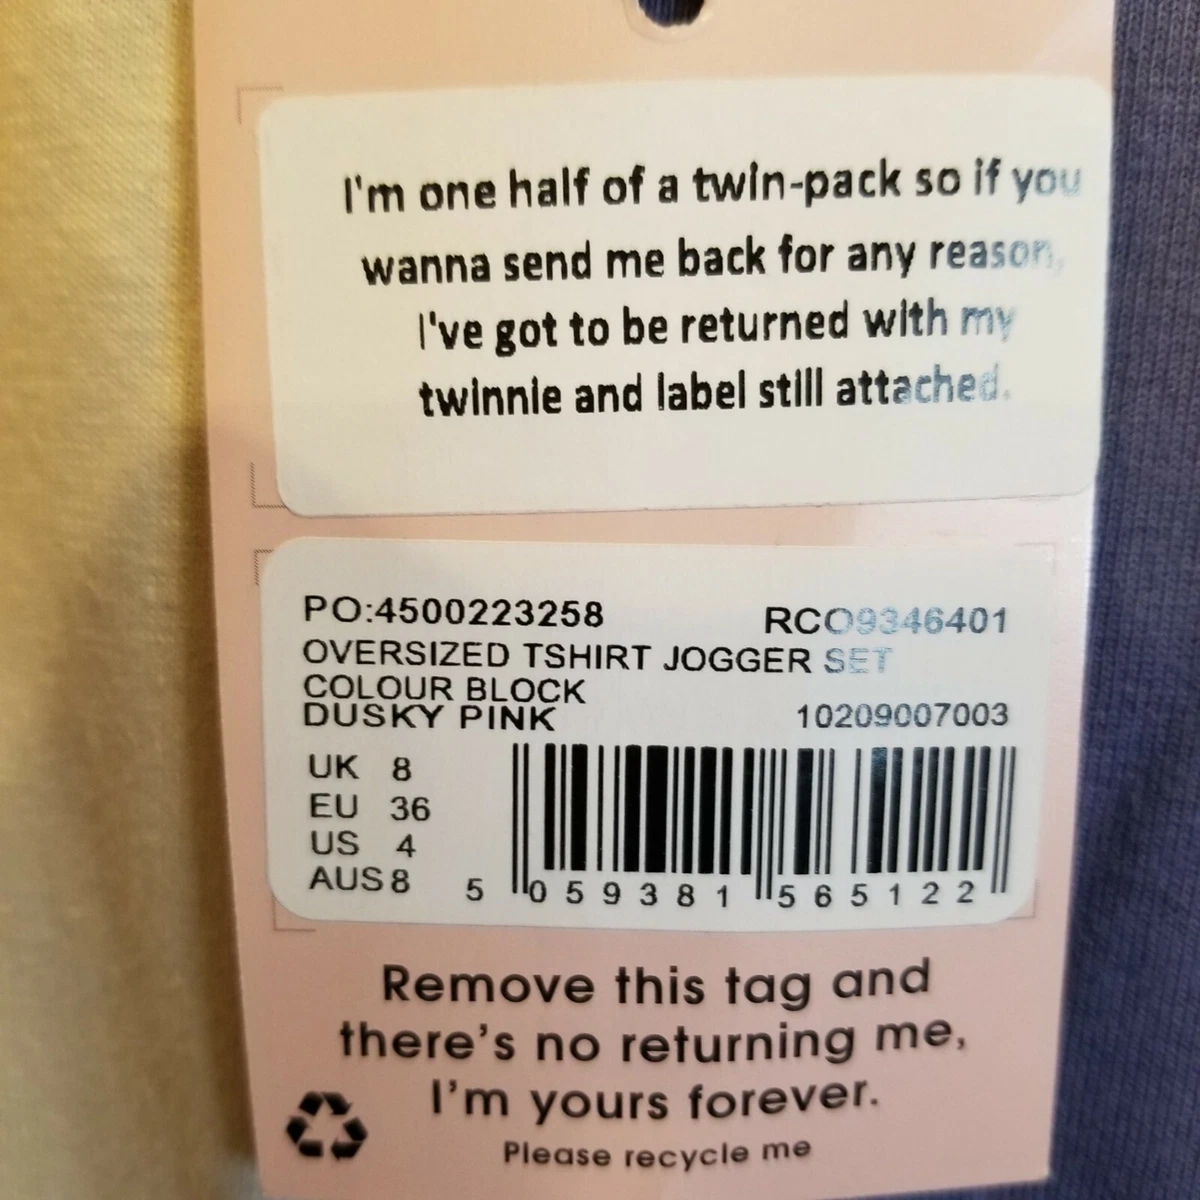 I'm one half of a twin-pack so if you
wanna send me back for any reason,
I've got to be returned with my
twinnie and label still attached.
PO:4500223258 RCO9346401
OVERSIZED TSHIRT JOGGER SET
COLOUR BLOCK
DUSKY PINK 10209007003
UK 8
EU 36
US 4
AUS 8
5 059381 565122
Remove this tag and
there's no returning me,
I'm yours forever.
Please recycle me